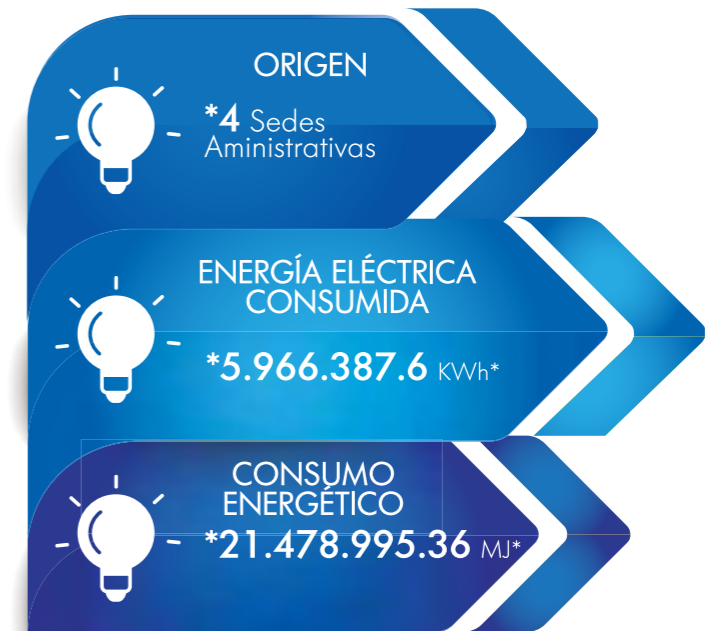 ORIGEN
*4 Sedes
Aministrativas
ENERGÍA ELÉCTRICA
CONSUMIDA
*5.966.387.6 KWh*
CONSUMO
ENERGÉTICO
*21.478.995.36 MJ*